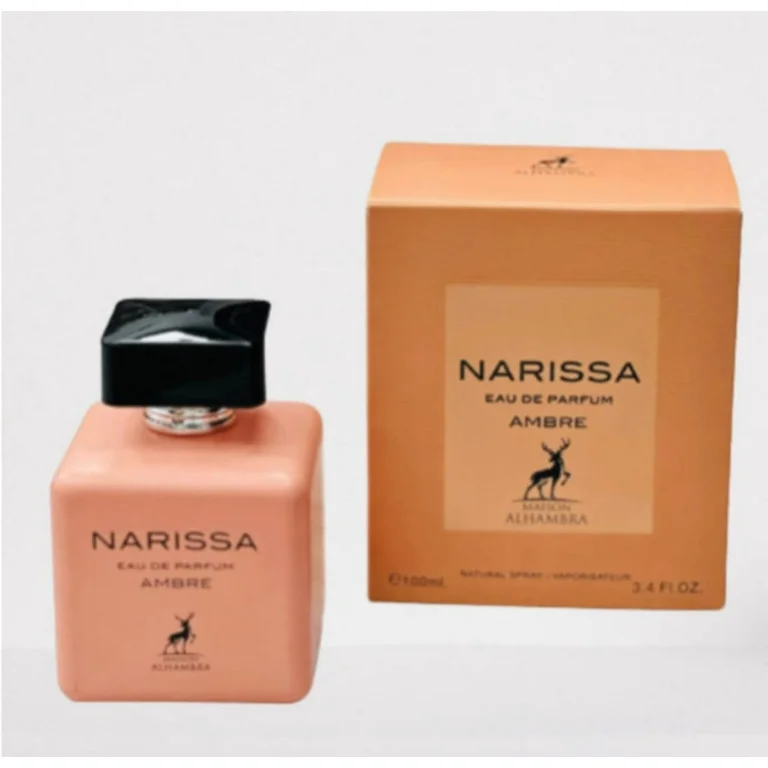 NARISSA
EAU DE PARFUM
AMBRE
MAISON
ALHAMBRA
NARISSA
EAU DE PARFUM
AMBRE
MAISON
ALHAMBRA
e100ml.
NATURAL SPRAY - VAPORISATEUR
3.4 FL.OZ.